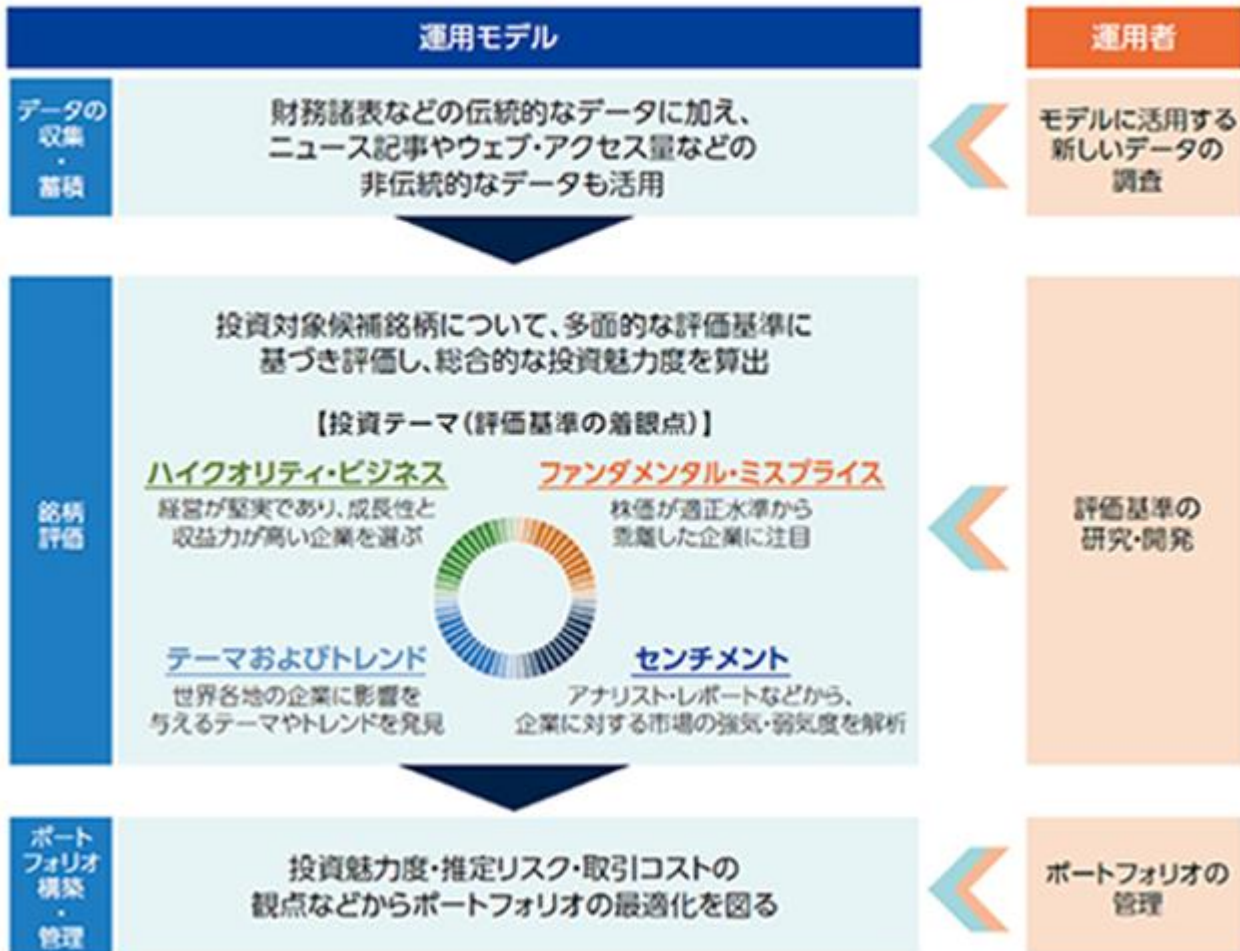 運用モデル
運用者
データの
収集
・
蓄積
財務諸表などの伝統的なデータに加え、
ニュース記事やウェブ・アクセス量などの
非伝統的なデータも活用
モデルに活用する
新しいデータの
調査
銘柄
評価
投資対象候補銘柄について、多面的な評価基準に
基づき評価し、総合的な投資魅力度を算出
【投資テーマ(評価基準の着眼点)】
ハイクオリティ・ビジネス
経営が堅実であり、成長性と
収益力が高い企業を選ぶ
ファンダメンタル・ミスプライス
株価が適正水準から
乖離した企業に注目
テーマおよびトレンド
世界各地の企業に影響を
与えるテーマやトレンドを発見
センチメント
アナリスト・レポートなどから、
企業に対する市場の強気・弱気度を解析
評価基準の
研究・開発
ポート
フォリオ
構築
・
管理
投資魅力度・推定リスク・取引コストの
観点などからポートフォリオの最適化を図る
ポートフォリオの
管理